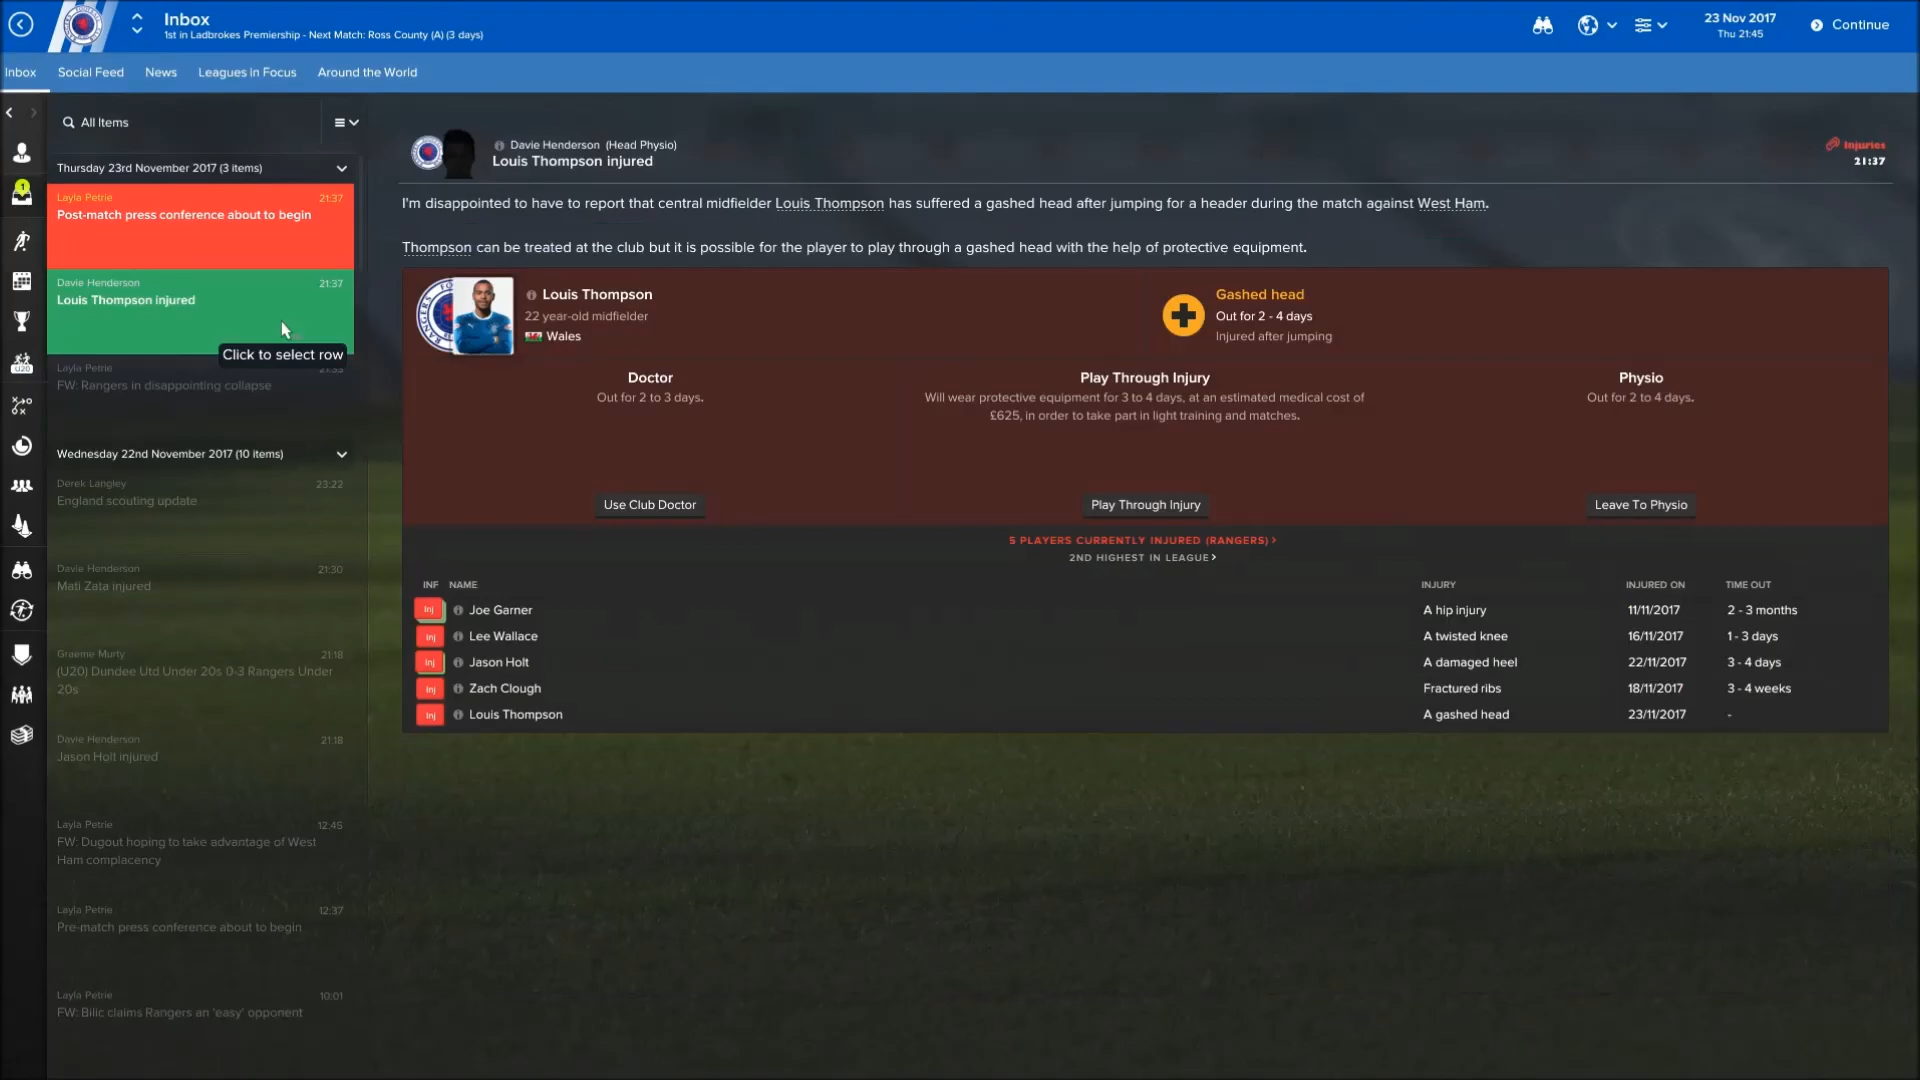 Inbox
1st in Ladbrokes Premiership - Next Match: Ross County (A) (3 days)
23 Nov 2017
Thu 21:45
Continue
Inbox
Social Feed
News
Leagues in Focus
Around the World
All Items
Thursday 23rd November 2017 (3 items)
Layla Petrie
21:37
Post-match press conference about to begin
Davie Henderson
21:37
Louis Thompson injured
Click to select row
Layla Petrie
FW: Rangers in disappointing collapse
Wednesday 22nd November 2017 (10 items)
Derek Langley
23:22
England scouting update
Davie Henderson
21:30
Mati Zata injured
Graeme Murty
21:18
(U20) Dundee Utd Under 20s 0-3 Rangers Under
20s
Davie Henderson
21:18
Jason Holt injured
Layla Petrie
12:45
FW: Dugout hoping to take advantage of West
Ham complacency
Layla Petrie
12:37
Pre-match press conference about to begin
Layla Petrie
10:01
FW: Bilic claims Rangers an 'easy' opponent
1
U20
Davie Henderson (Head Physio)
Louis Thompson injured
Injuries
21:37
I'm disappointed to have to report that central midfielder Louis Thompson has suffered a gashed head after jumping for a header during the match against West Ham.
Thompson can be treated at the club but it is possible for the player to play through a gashed head with the help of protective equipment.
Louis Thompson
22 year-old midfielder
Wales
Gashed head
Out for 2 - 4 days
Injured after jumping
Doctor
Out for 2 to 3 days.
Play Through Injury
Will wear protective equipment for 3 to 4 days, at an estimated medical cost of
£625, in order to take part in light training and matches.
Physio
Out for 2 to 4 days.
Use Club Doctor
Play Through Injury
Leave To Physio
5 PLAYERS CURRENTLY INJURED (RANGERS) >
2ND HIGHEST IN LEAGUE >
INF NAME INJURY INJURED ON TIME OUT
Inj Joe Garner A hip injury 11/11/2017 2 - 3 months
Inj Lee Wallace A twisted knee 16/11/2017 1 - 3 days
Inj Jason Holt A damaged heel 22/11/2017 3 - 4 days
Inj Zach Clough Fractured ribs 18/11/2017 3 - 4 weeks
Inj Louis Thompson A gashed head 23/11/2017 -